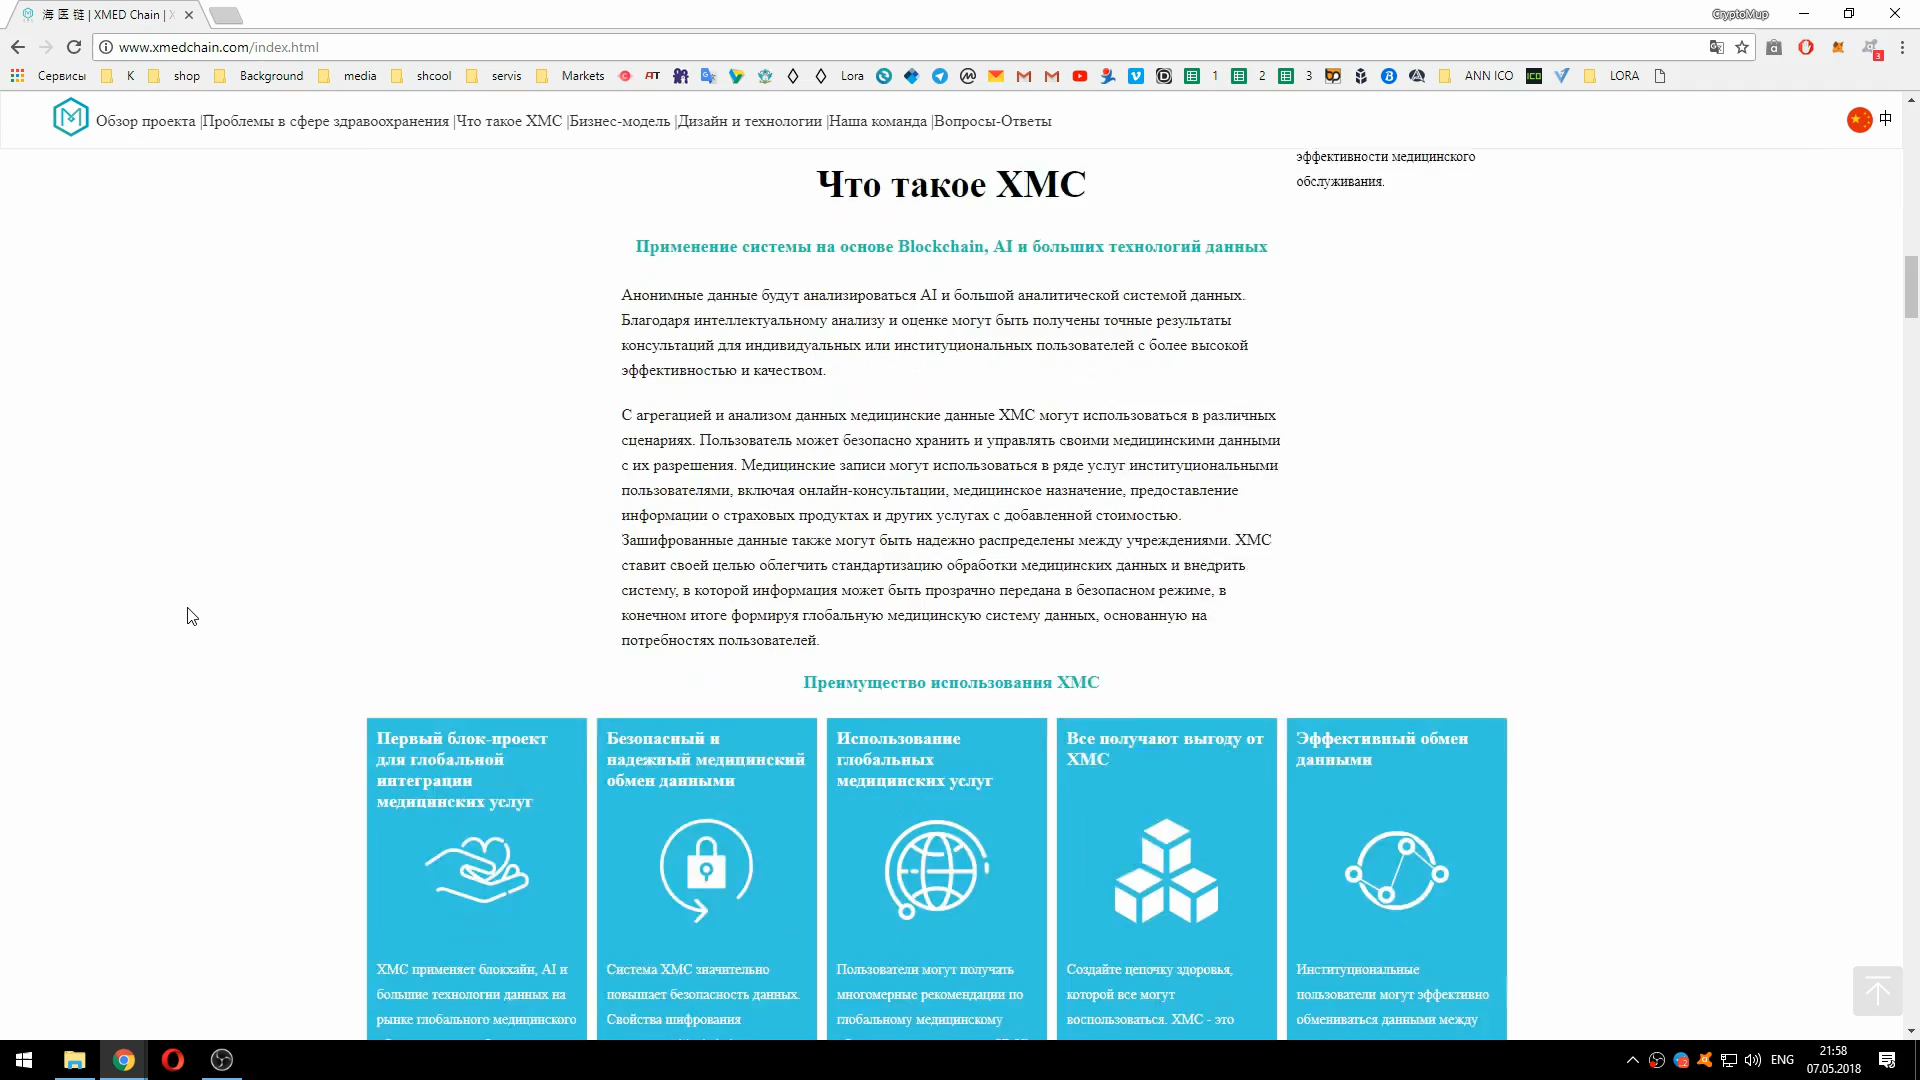 海 医 链 | XMED Chain |
CryptoMup
www.xmedchain.com/index.html
Сервисы K shop Background media shcool servis Markets Lora 1 2 3 ANN ICO LORA
Обзор проекта |Проблемы в сфере здравоохранения |Что такое XMC |Бизнес-модель |Дизайн и технологии |Наша команда |Вопросы-Ответы
中
эффективности медицинского
обслуживания.
Что такое XMC
Применение системы на основе Blockchain, AI и больших технологий данных
Анонимные данные будут анализироваться AI и большой аналитической системой данных.
Благодаря интеллектуальному анализу и оценке могут быть получены точные результаты
консультаций для индивидуальных или институциональных пользователей с более высокой
эффективностью и качеством.
С агрегацией и анализом данных медицинские данные XMC могут использоваться в различных
сценариях. Пользователь может безопасно хранить и управлять своими медицинскими данными
с их разрешения. Медицинские записи могут использоваться в ряде услуг институциональными
пользователями, включая онлайн-консультации, медицинское назначение, предоставление
информации о страховых продуктах и других услугах с добавленной стоимостью.
Зашифрованные данные также могут быть надежно распределены между учреждениями. XMC
ставит своей целью облегчить стандартизацию обработки медицинских данных и внедрить
систему, в которой информация может быть прозрачно передана в безопасном режиме, в
конечном итоге формируя глобальную медицинскую систему данных, основанную на
потребностях пользователей.
Преимущество использования XMC
Первый блок-проект
для глобальной
интеграции
медицинских услуг
XMC применяет блокхайн, AI и
большие технологии данных на
рынке глобального медицинского
Безопасный и
надежный медицинский
обмен данными
Система XMC значительно
повышает безопасность данных.
Свойства шифрования
Использование
глобальных
медицинских услуг
Пользователи могут получать
многомерные рекомендации по
глобальному медицинскому
Все получают выгоду от
XMC
Создайте цепочку здоровья,
которой все могут
воспользоваться. XMC - это
Эффективный обмен
данными
Институциональные
пользователи могут эффективно
обмениваться данными между
ENG
21:58
07.05.2018